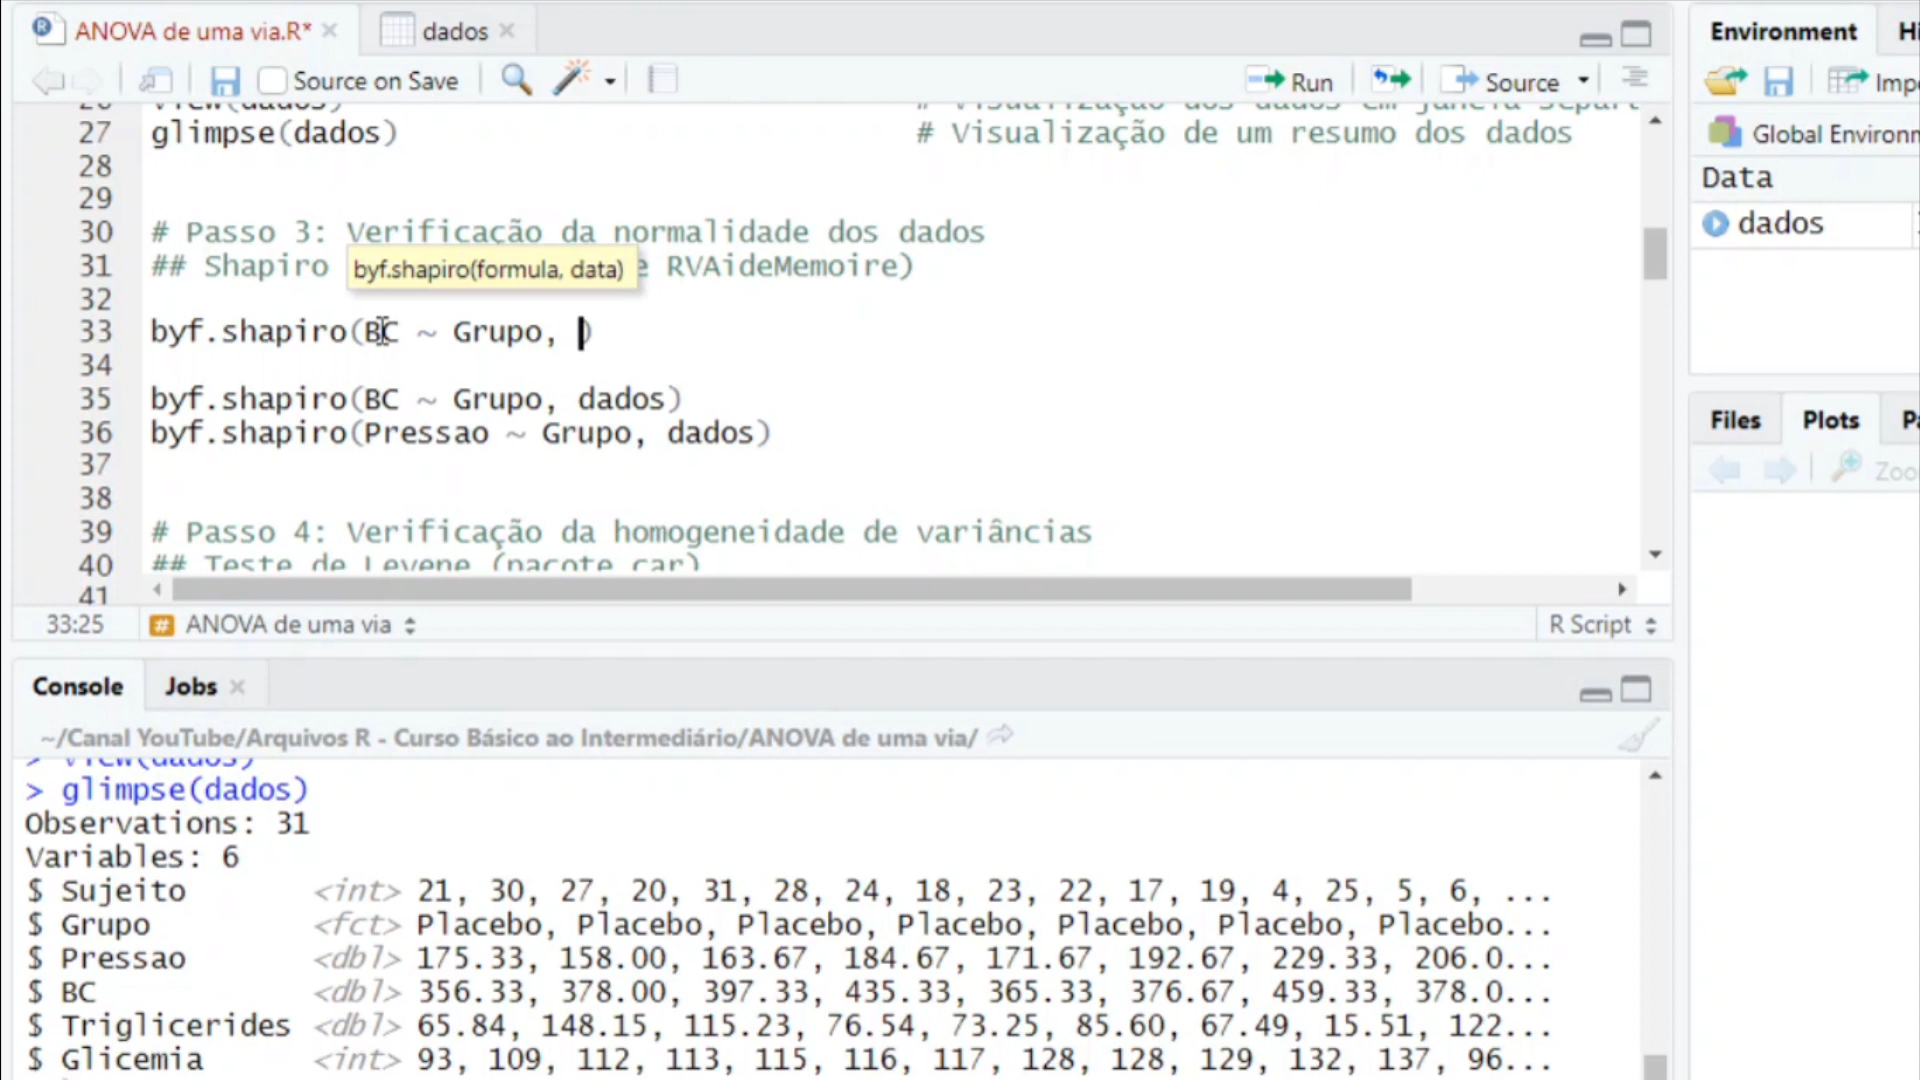 ANOVA de uma via.R*
dados
Source on Save
Run
Source
27 glimpse(dados) # Visualização de um resumo dos dados
28
29
30 # Passo 3: Verificação da normalidade dos dados
31 ## Shapiro e RVAideMemoire)
byf.shapiro(formula, data)
32
33 byf.shapiro(BC ~ Grupo, )
34
35 byf.shapiro(BC ~ Grupo, dados)
36 byf.shapiro(Pressao ~ Grupo, dados)
37
38
39 # Passo 4: Verificação da homogeneidade de variâncias
40 ## Teste de Levene (pacote car)
41
33:25 # ANOVA de uma via R Script
Console Jobs
~/Canal YouTube/Arquivos R - Curso Básico ao Intermediário/ANOVA de uma via/
> view(dados)
> glimpse(dados)
Observations: 31
Variables: 6
$ Sujeito <int> 21, 30, 27, 20, 31, 28, 24, 18, 23, 22, 17, 19, 4, 25, 5, 6, ...
$ Grupo <fct> Placebo, Placebo, Placebo, Placebo, Placebo, Placebo, Placebo...
$ Pressao <dbl> 175.33, 158.00, 163.67, 184.67, 171.67, 192.67, 229.33, 206.0...
$ BC <dbl> 356.33, 378.00, 397.33, 435.33, 365.33, 376.67, 459.33, 378.0...
$ Triglicerides <dbl> 65.84, 148.15, 115.23, 76.54, 73.25, 85.60, 67.49, 15.51, 122...
$ Glicemia <int> 93, 109, 112, 113, 115, 116, 117, 128, 128, 129, 132, 137, 96...
Environment Hi
Impo
Global Environm
Data
dados
Files Plots Pa
Zoo